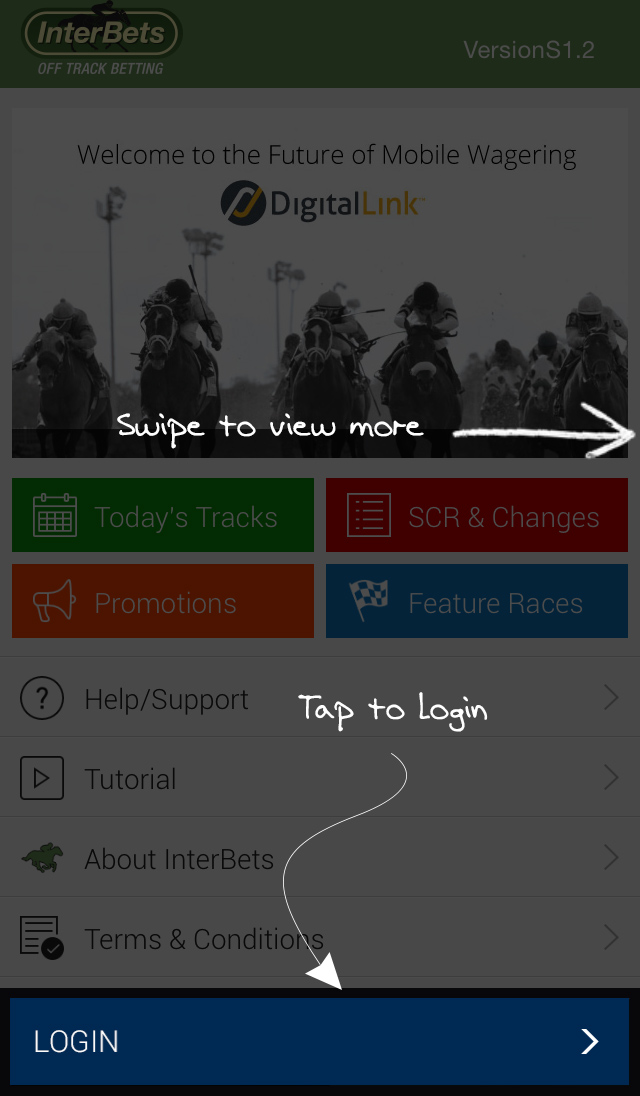 InterBets
OFF TRACK BETTING
VersionS1.2
Welcome to the Future of Mobile Wagering
DigitalLink
Swipe to view more
Today's Tracks
SCR & Changes
Promotions
Feature Races
Help/Support
Tap to Login
Tutorial
About InterBets
Terms & Conditions
LOGIN